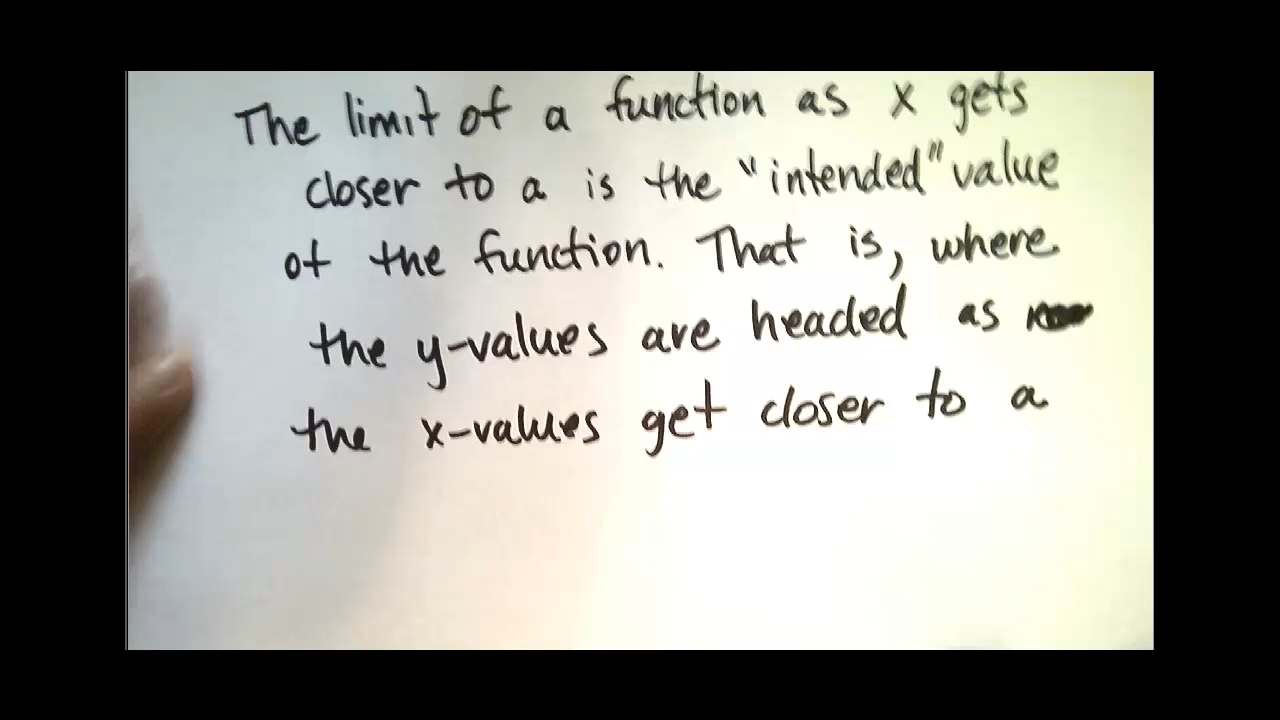 The limit of a function as x gets
closer to a is the "intended" value
of the function. That is, where
the y-values are headed as
the x-values get closer to a